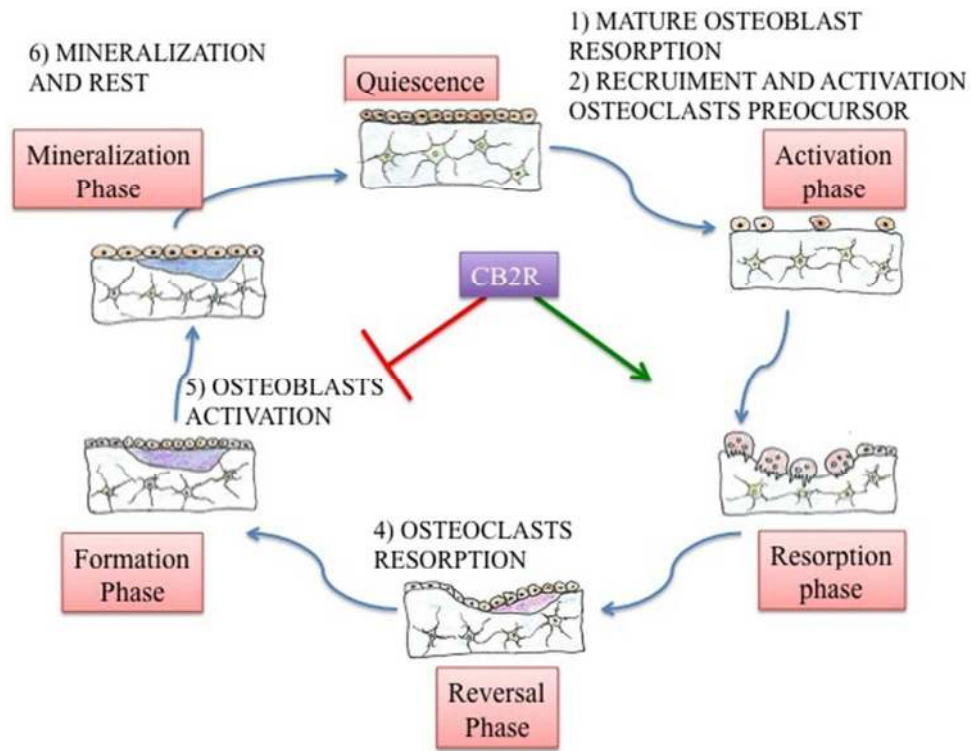 6) MINERALIZATION
AND REST
Quiescence
1) MATURE OSTEOBLAST
RESORPTION
2) RECRUIMENT AND ACTIVATION
OSTEOCLASTS PREOCURSOR
Mineralization
Phase
Activation
phase
CB2R
5) OSTEOBLASTS
ACTIVATION
Formation
Phase
4) OSTEOCLASTS
RESORPTION
Resorption
phase
Reversal
Phase